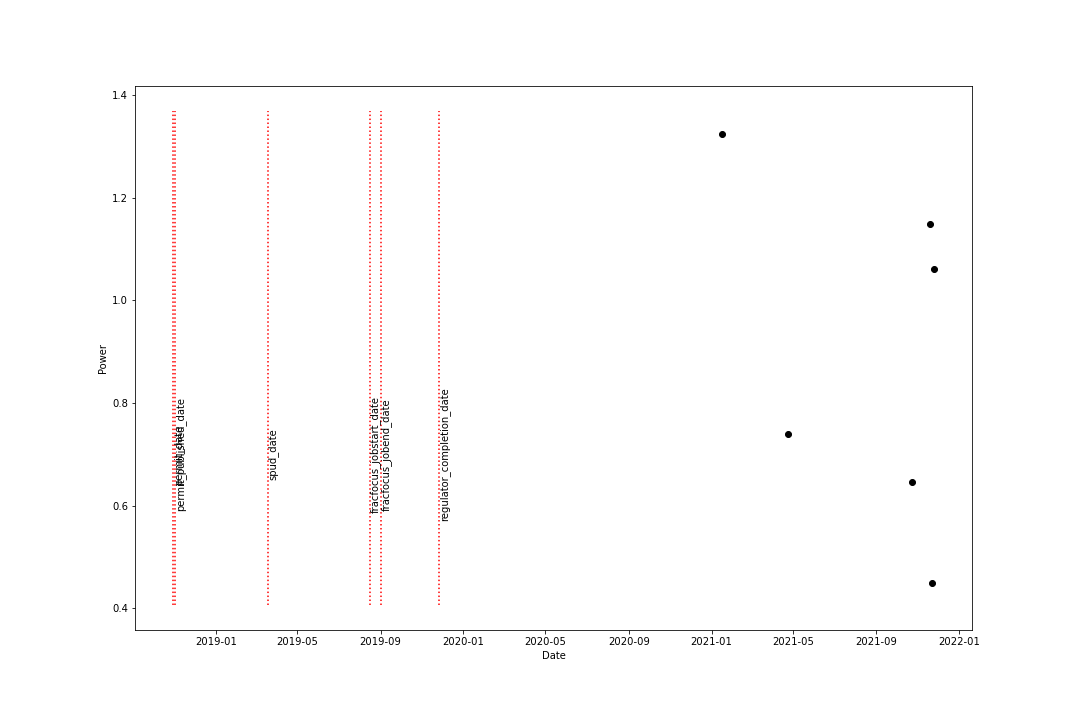 1.4
1.2
1.0
0.8
0.6
0.4
Power
permit_published_date
spud_date
fracfocus_jobstart_date
fracfocus_jobend_date
regulator_completion_date
2019-01
2019-05
2019-09
2020-01
2020-05
2020-09
2021-01
2021-05
2021-09
2022-01
Date